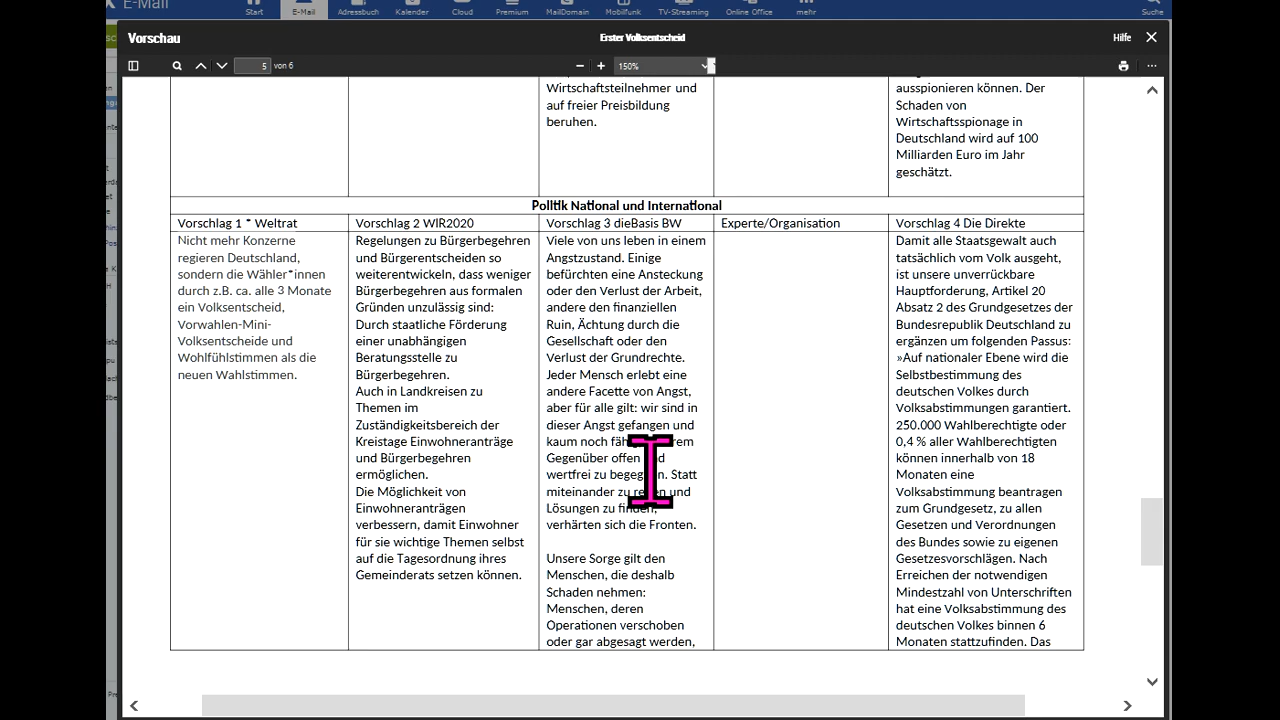 E-Mail
Start
E-Mail
Adressbuch
Kalender
Cloud
Premium
MailDomain
Mobilfunk
TV-Streaming
Online Office
mehr
Suche
Vorschau
Erster Volksentscheid
Hilfe
5 von 6
150%
Wirtschaftsteilnehmer und
auf freier Preisbildung
beruhen.
ausspionieren können. Der
Schaden von
Wirtschaftsspionage in
Deutschland wird auf 100
Milliarden Euro im Jahr
geschätzt.
Politik National und International
Vorschlag 1 * Weltrat
Nicht mehr Konzerne
regieren Deutschland,
sondern die Wähler*innen
durch z.B. ca. alle 3 Monate
ein Volksentscheid,
Vorwahlen-Mini-
Volksentscheide und
Wohlfühlstimmen als die
neuen Wahlstimmen.
Vorschlag 2 WIR2020
Regelungen zu Bürgerbegehren
und Bürgerentscheiden so
weiterentwickeln, dass weniger
Bürgerbegehren aus formalen
Gründen unzulässig sind:
Durch staatliche Förderung
einer unabhängigen
Beratungsstelle zu
Bürgerbegehren.
Auch in Landkreisen zu
Themen im
Zuständigkeitsbereich der
Kreistage Einwohneranträge
und Bürgerbegehren
ermöglichen.
Die Möglichkeit von
Einwohneranträgen
verbessern, damit Einwohner
für sie wichtige Themen selbst
auf die Tagesordnung ihres
Gemeinderats setzen können.
Vorschlag 3 dieBasis BW
Viele von uns leben in einem
Angstzustand. Einige
befürchten eine Ansteckung
oder den Verlust der Arbeit,
andere den finanziellen
Ruin, Ächtung durch die
Gesellschaft oder den
Verlust der Grundrechte.
Jeder Mensch erlebt eine
andere Facette von Angst,
aber für alle gilt: wir sind in
dieser Angst gefangen und
kaum noch
Gegenüber offen
wertfrei zu Statt
miteinander zu und
Lösungen zu finden,
verhärten sich die Fronten.
Unsere Sorge gilt den
Menschen, die deshalb
Schaden nehmen:
Menschen, deren
Operationen verschoben
oder gar abgesagt werden,
Experte/Organisation
Vorschlag 4 Die Direkte
Damit alle Staatsgewalt auch
tatsächlich vom Volk ausgeht,
ist unsere unverrückbare
Hauptforderung, Artikel 20
Absatz 2 des Grundgesetzes der
Bundesrepublik Deutschland zu
ergänzen um folgenden Passus:
»Auf nationaler Ebene wird die
Selbstbestimmung des
deutschen Volkes durch
Volksabstimmungen garantiert.
250.000 Wahlberechtigte oder
0,4 % aller Wahlberechtigten
können innerhalb von 18
Monaten eine
Volksabstimmung beantragen
zum Grundgesetz, zu allen
Gesetzen und Verordnungen
des Bundes sowie zu eigenen
Gesetzesvorschlägen. Nach
Erreichen der notwendigen
Mindestzahl von Unterschriften
hat eine Volksabstimmung des
deutschen Volkes binnen 6
Monaten stattzufinden. Das